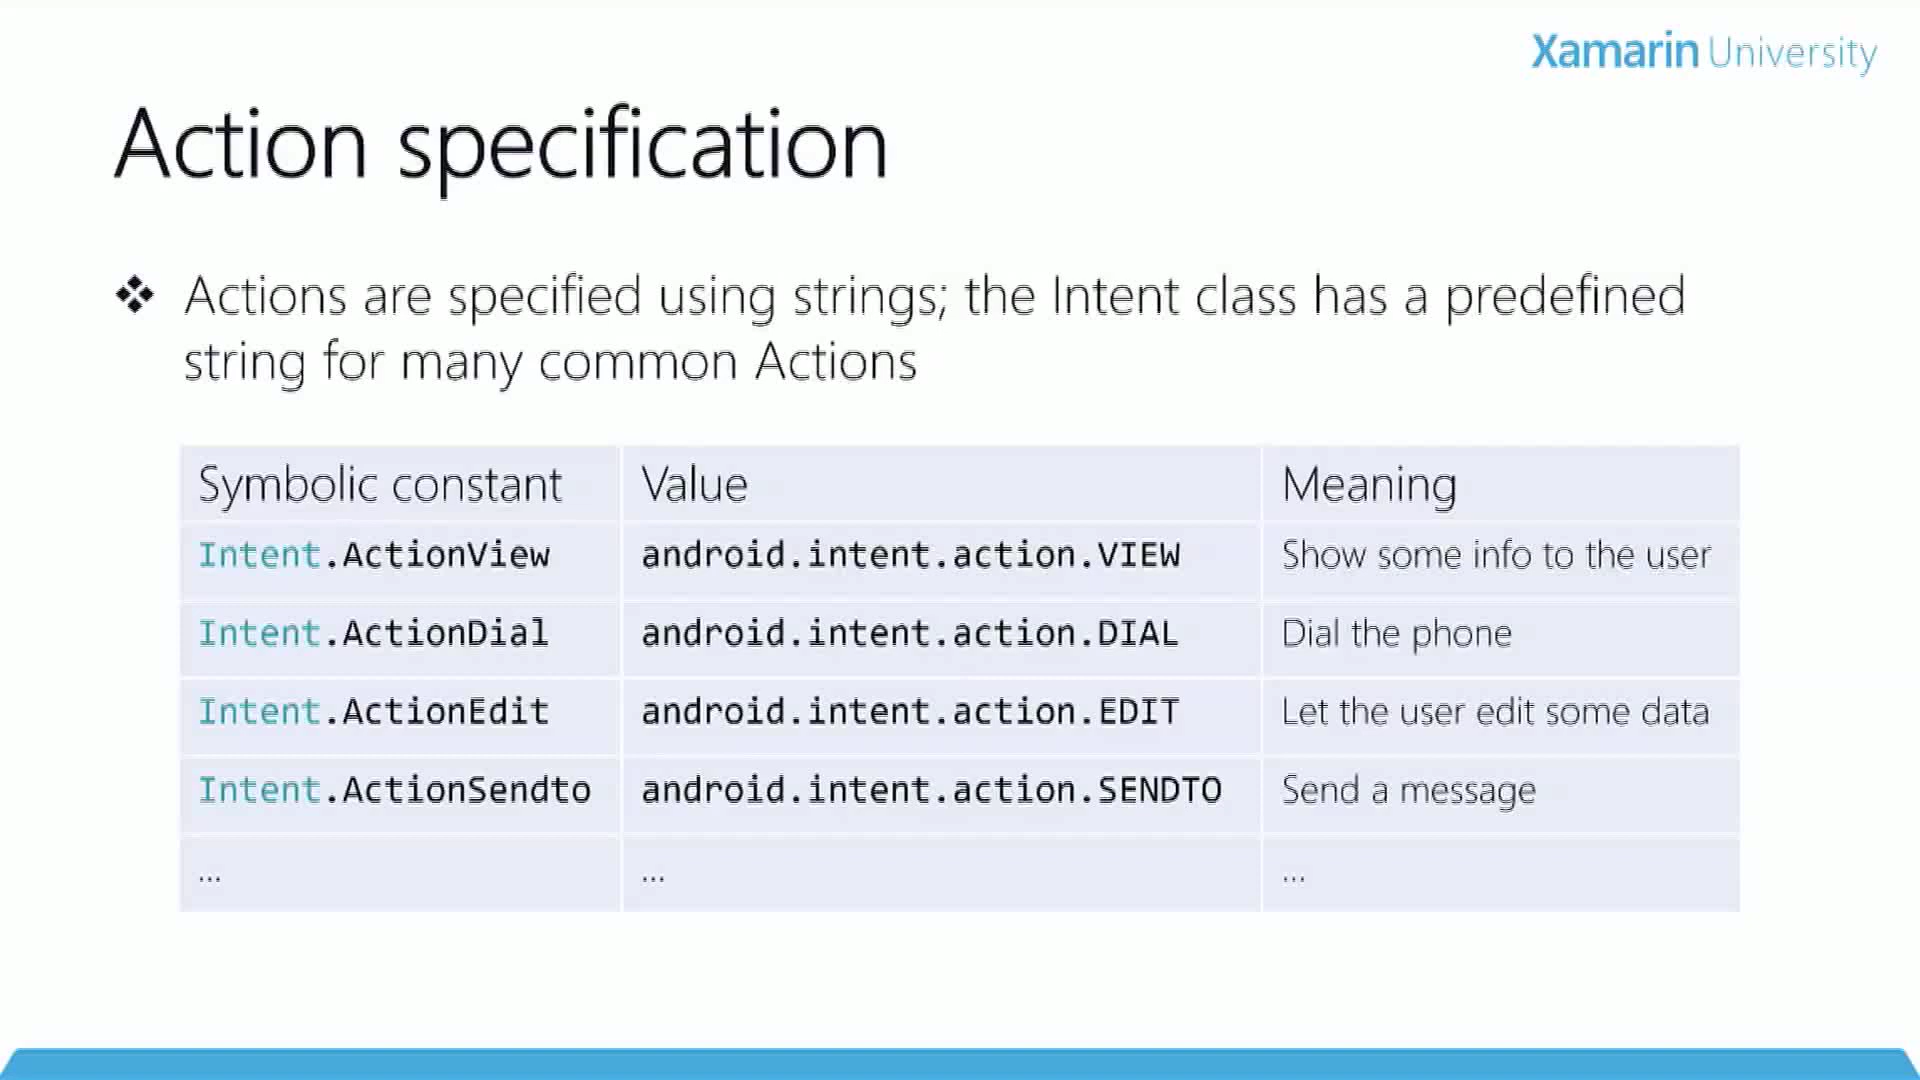 Xamarin University
Action specification
❖ Actions are specified using strings; the Intent class has a predefined
string for many common Actions
Symbolic constant Value Meaning
Intent.ActionView android.intent.action.VIEW Show some info to the user
Intent.ActionDial android.intent.action.DIAL Dial the phone
Intent.ActionEdit android.intent.action.EDIT Let the user edit some data
Intent.ActionSendto android.intent.action.SENDTO Send a message
... ... ...